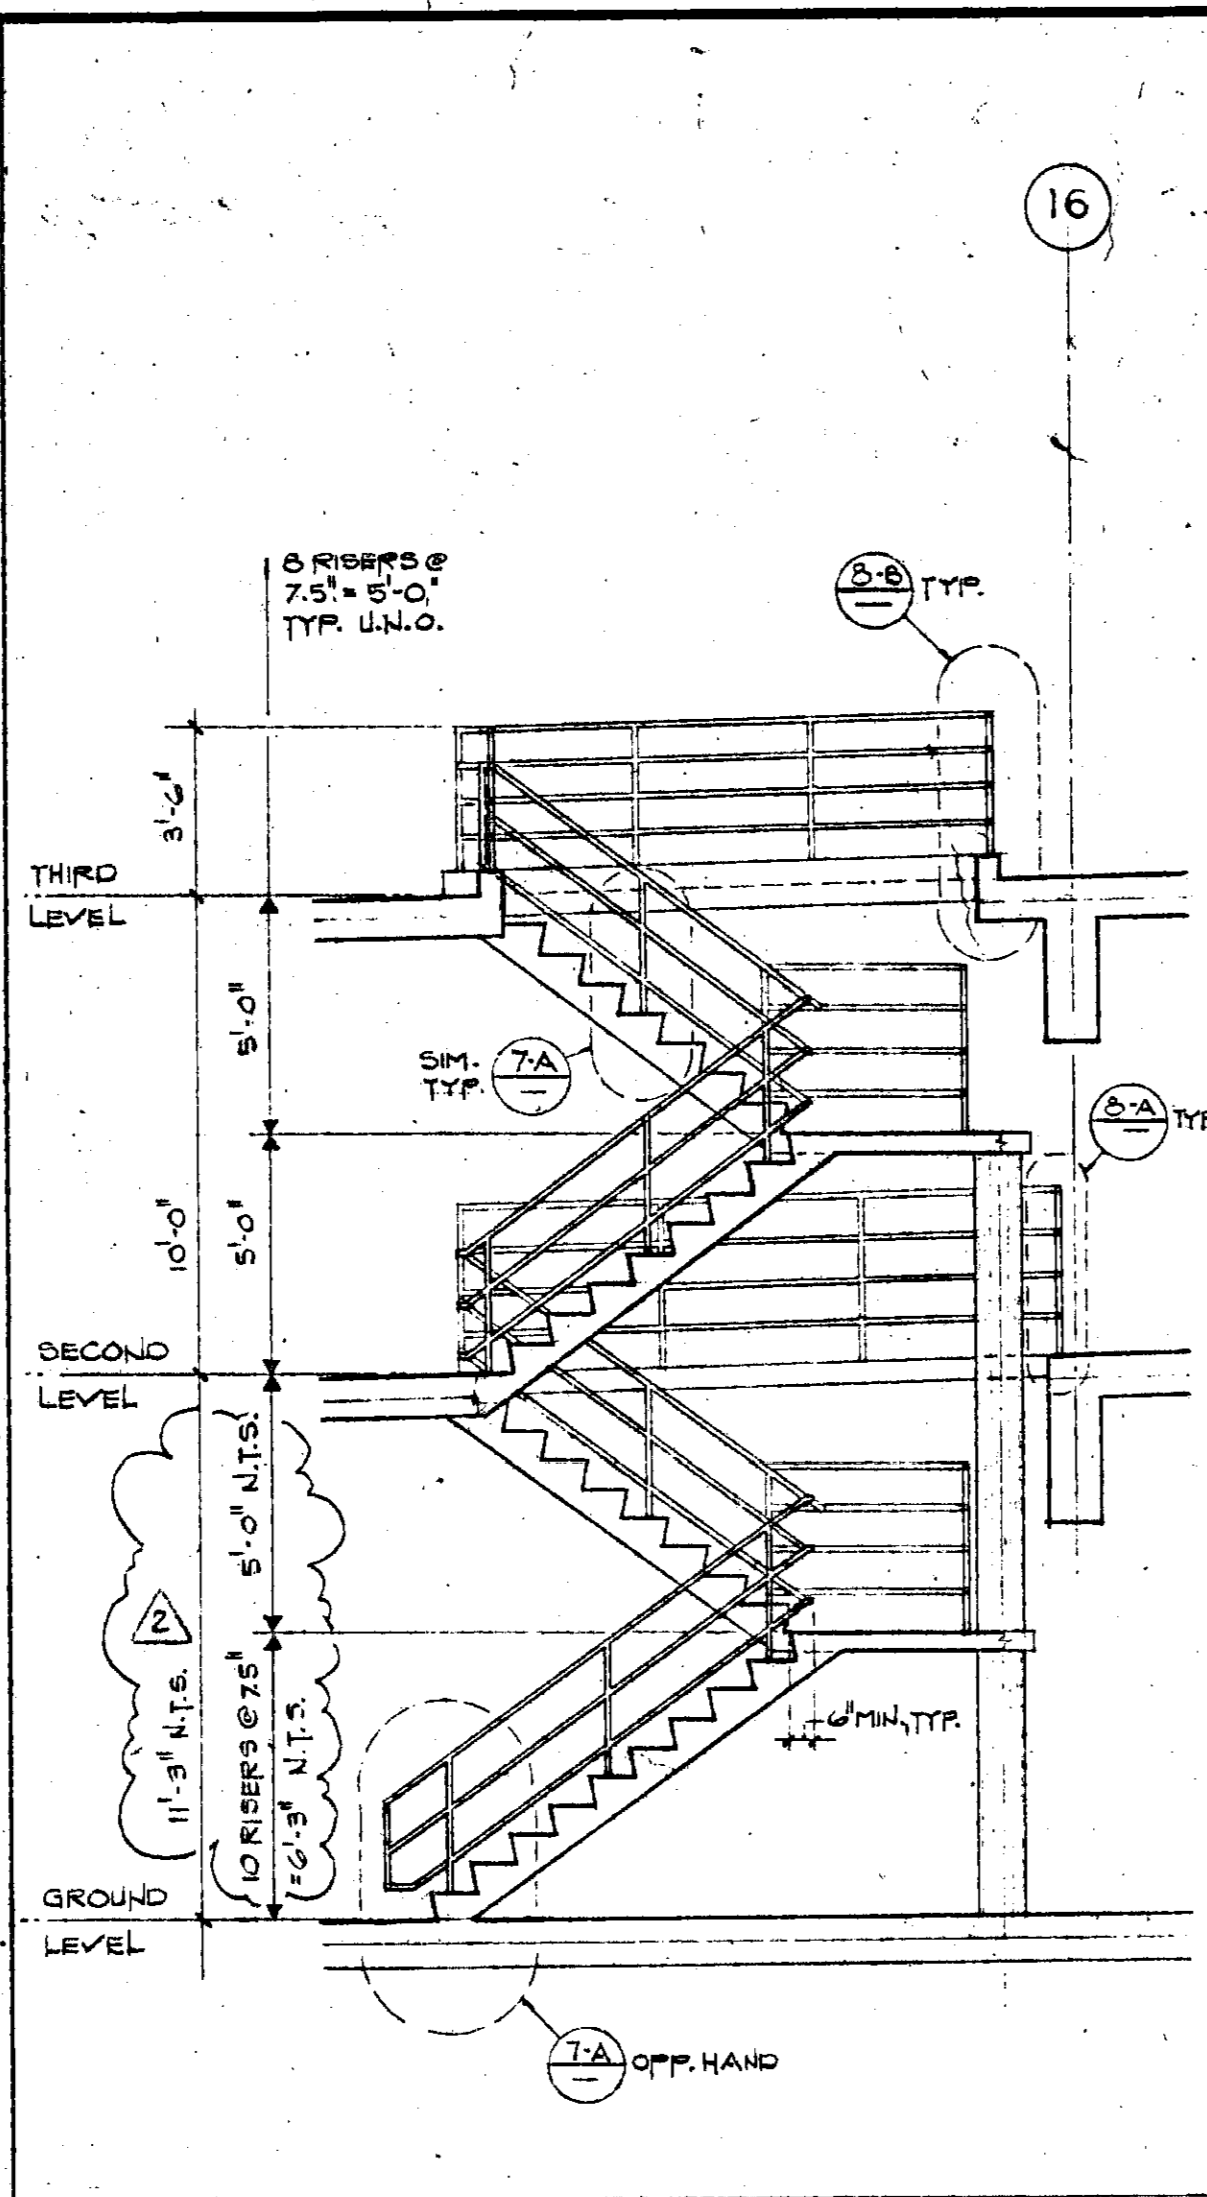 16
8 RISERS @
7.5" = 5'-0"
TYP. U.N.O.
8-B
TYP.
3'-6"
THIRD
LEVEL
5'-0"
SIM.
TYP.
7-A
8-A
TYP
10'-0"
5'-0"
SECOND
LEVEL
5'-0" N.T.S.
2
11'-3" N.T.S.
10 RISERS @ 7.5"
=6'-3" N.T.S.
6" MIN, TYP.
GROUND
LEVEL
7-A
OPP. HAND